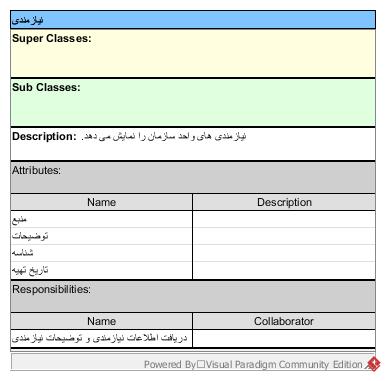 نیازمندی
Super Classes:
Sub Classes:
Description: نیازمندی های واحد سازمان را نمایش می دهد.
Attributes:
Name Description
منبع
توضیحات
شناسه
تاریخ تهیه
Responsibilities:
Name Collaborator
دریافت اطلاعات نیازمندی و توضیحات نیازمندی
Powered By□Visual Paradigm Community Edition